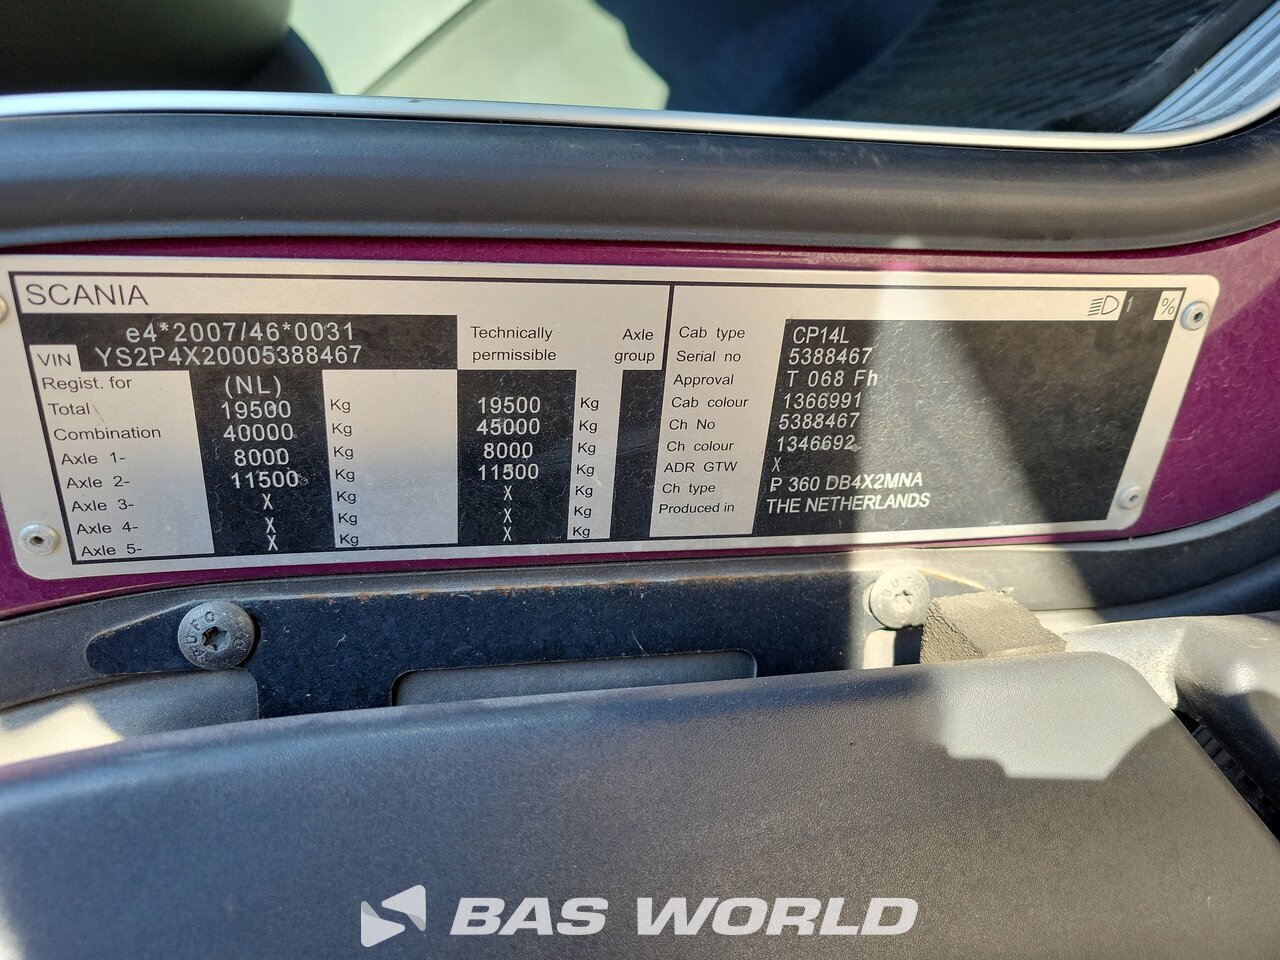 SCANIA
e4*2007/46*0031
VIN YS2P4X20005388467
Technically permissible
Axle group
Regist. for (NL)
Total 19500 Kg 19500 Kg
Combination 40000 Kg 45000 Kg
Axle 1- 8000 Kg 8000 Kg
Axle 2- 11500 Kg 11500 Kg
Axle 3- X Kg X Kg
Axle 4- X Kg X Kg
Axle 5- X Kg X Kg
1 %
Cab type CP14L
Serial no 5388467
Approval T 068 Fh
Cab colour 1366991
Ch No 5388467
Ch colour 1346692
ADR GTW X
Ch type P 360 DB4X2MNA
Produced in THE NETHERLANDS
BAS WORLD